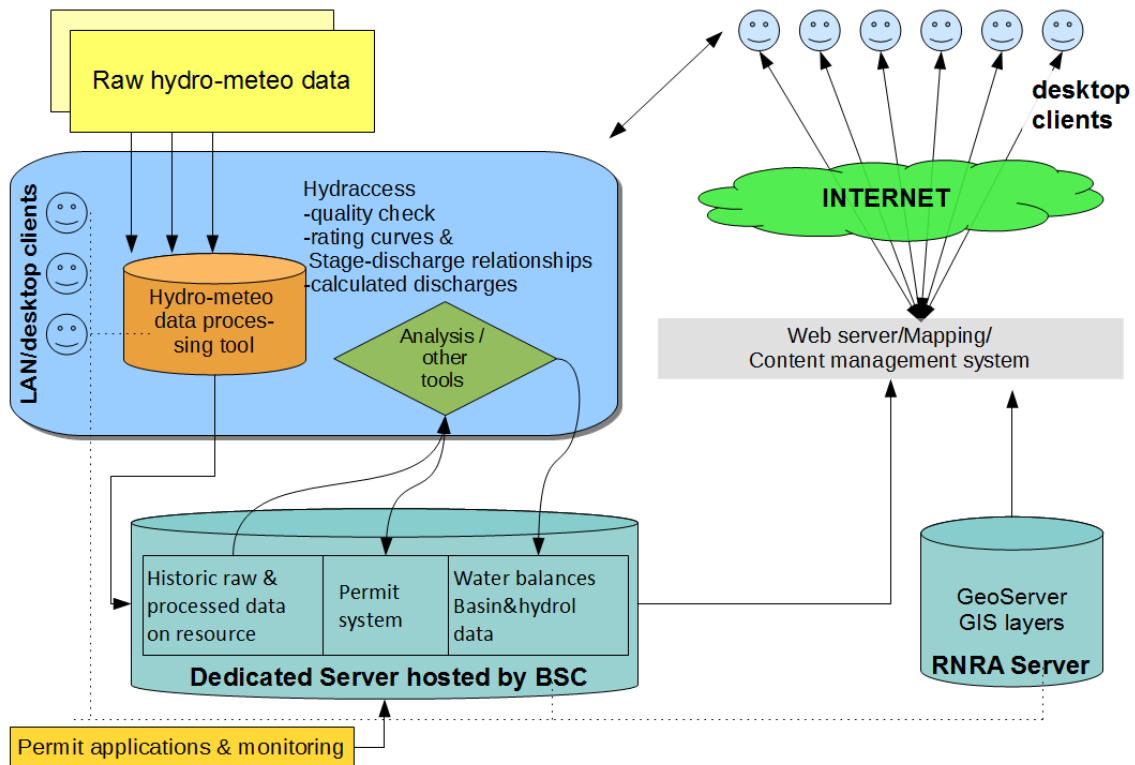 Raw hydro-meteo data
desktop
clients
INTERNET
LAN/desktop clients
Hydraccess
-quality check
-rating curves &
Stage-discharge relationships
-calculated discharges
Hydro-meteo
data proces-
sing tool
Analysis /
other
tools
Web server/Mapping/
Content management system
Historic raw &
processed data
on resource
Permit
system
Water balances
Basin&hydrol
data
Dedicated Server hosted by BSC
GeoServer
GIS layers
RNRA Server
Permit applications & monitoring